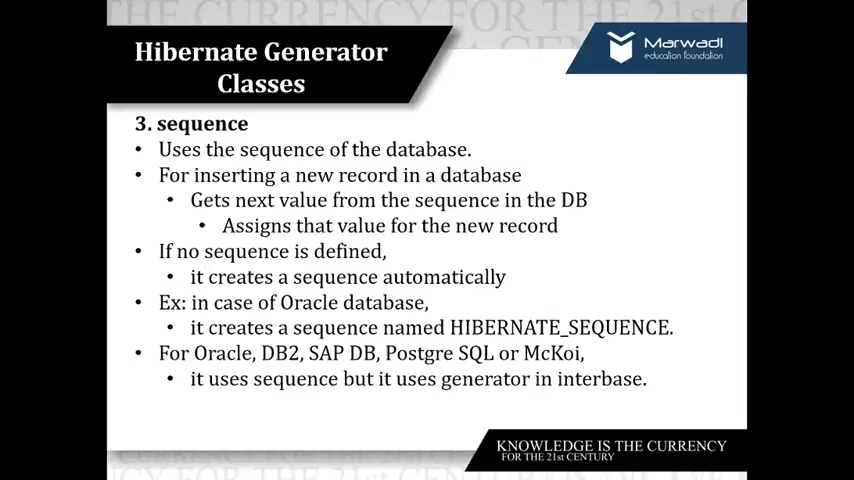 Hibernate Generator
Classes
Marwadi
education foundation
3. sequence
• Uses the sequence of the database.
• For inserting a new record in a database
• Gets next value from the sequence in the DB
• Assigns that value for the new record
• If no sequence is defined,
• it creates a sequence automatically
• Ex: in case of Oracle database,
• it creates a sequence named HIBERNATE_SEQUENCE.
• For Oracle, DB2, SAP DB, Postgre SQL or McKoi,
• it uses sequence but it uses generator in interbase.
KNOWLEDGE IS THE CURRENCY
FOR THE 21st CENTURY